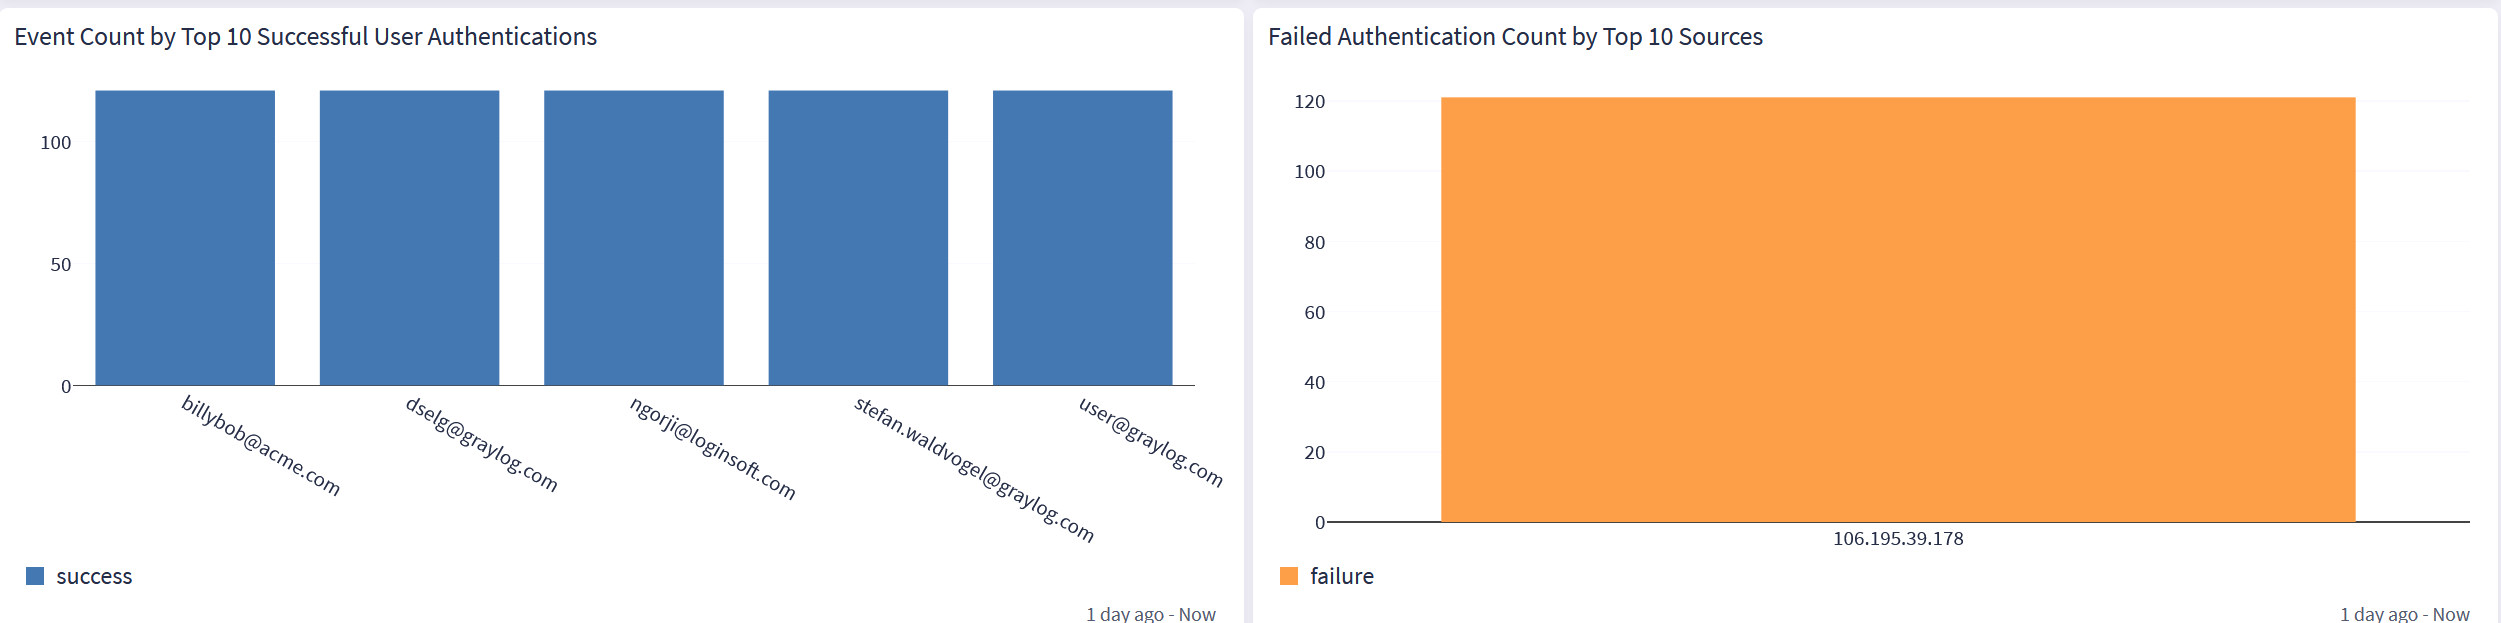 Event Count by Top 10 Successful User Authentications
100
50
0
billybob@acme.com
dselg@graylog.com
ngorji@loginsoft.com
stefan.waldvogel@graylog.com
user@graylog.com
success
1 day ago - Now
Failed Authentication Count by Top 10 Sources
120
100
80
60
40
20
0
106.195.39.178
failure
1 day ago - Now